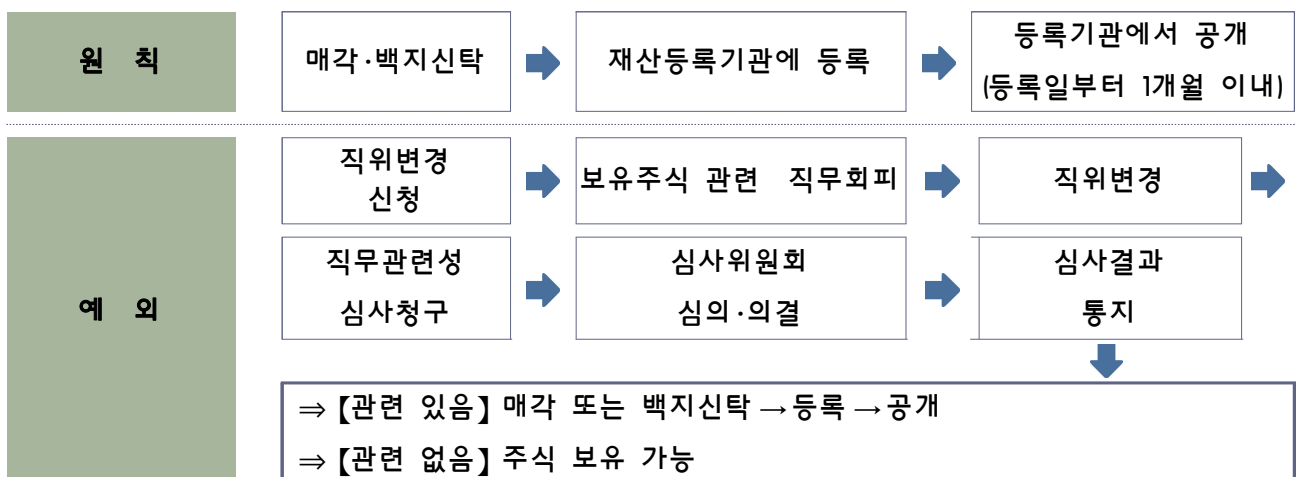 원 칙
매각·백지신탁
재산등록기관에 등록
등록기관에서 공개
(등록일부터 1개월 이내)
예 외
직위변경
신청
보유주식 관련 직무회피
직위변경
직무관련성
심사청구
심사위원회
심의·의결
심사결과
통지
⇒【관련 있음】매각 또는 백지신탁→등록→공개
⇒【관련 없음】주식 보유 가능